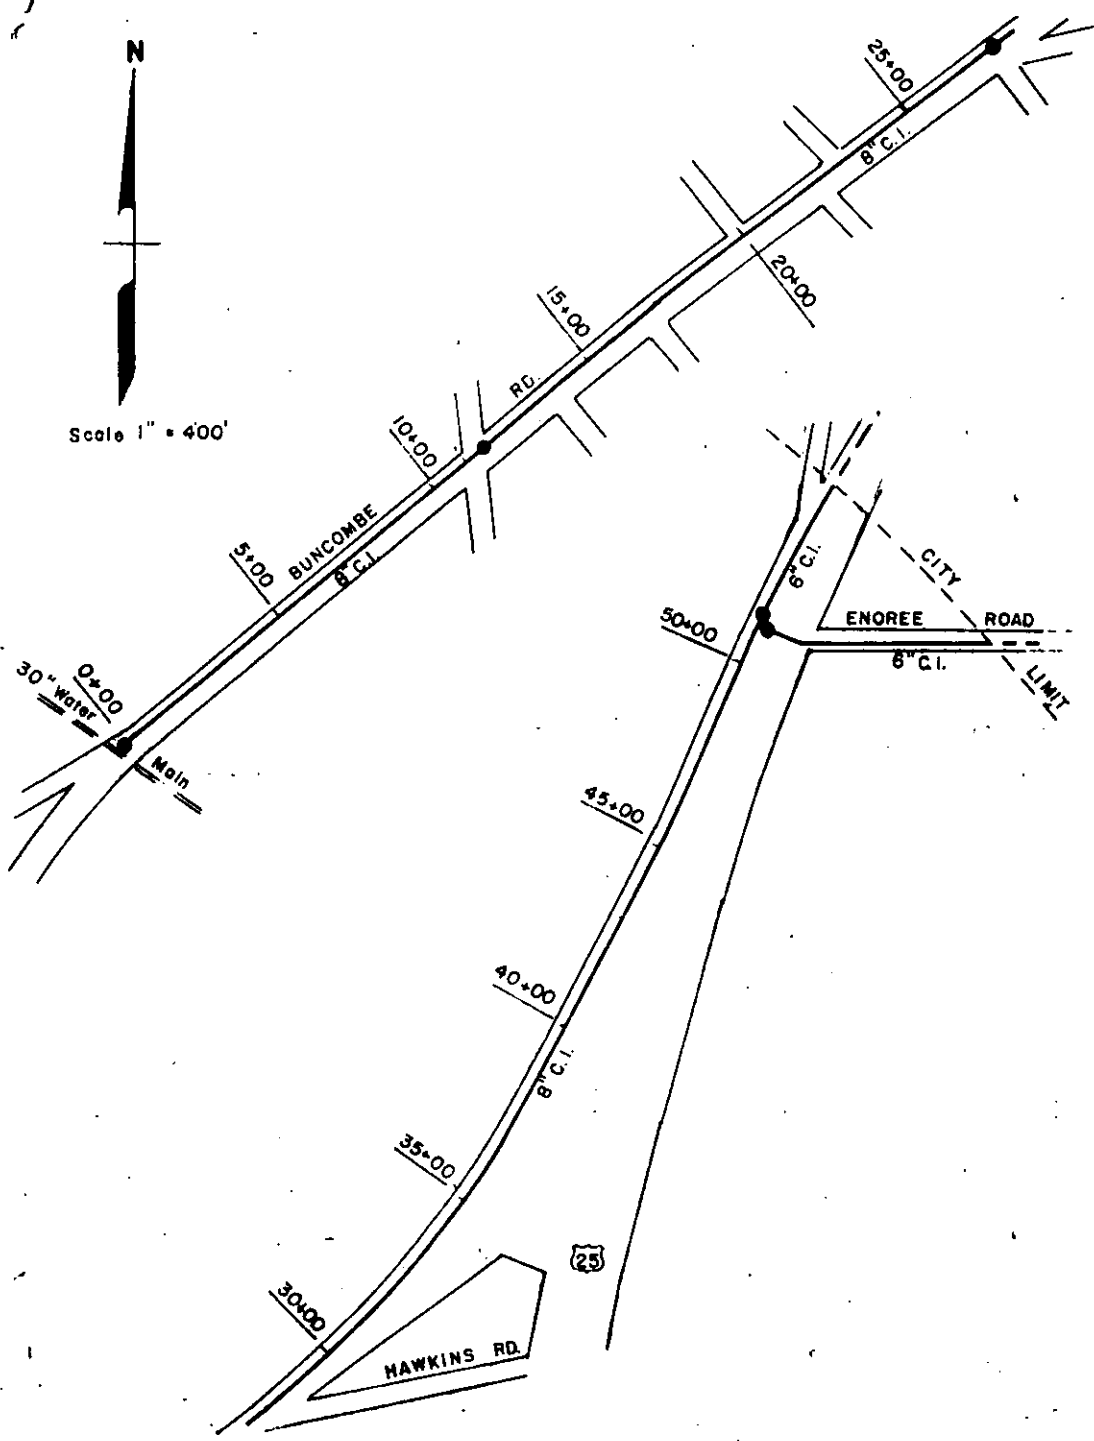 N
Scale 1" = 400'
25+00
8" C.I.
20+00
15+00
RD.
10+00
BUNCOMBE
8" C.I.
5+00
0+00
30" Water
Main
CITY
LIMIT
6" C.I.
ENOREE ROAD
6" C.I.
50+00
45+00
40+00
8" C.I.
35+00
25
30+00
HAWKINS RD.